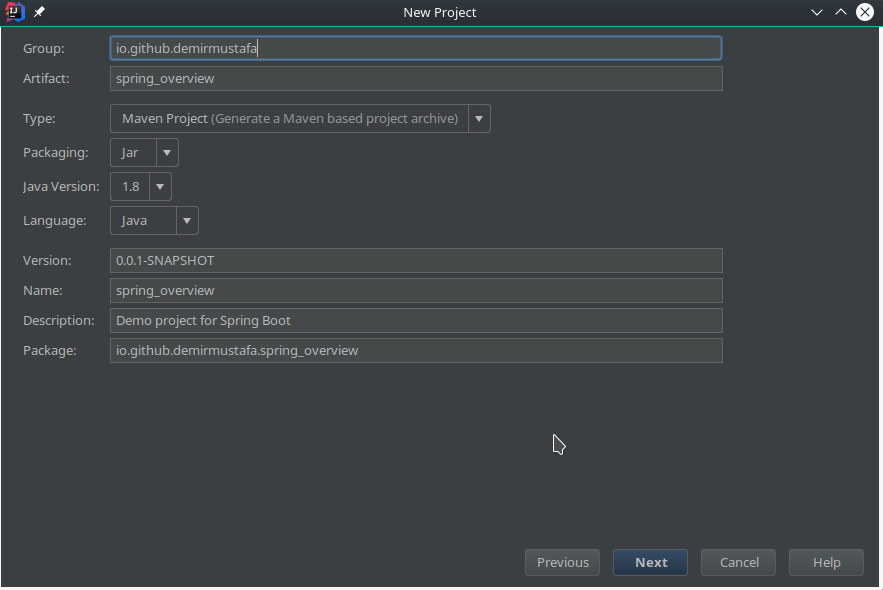 New Project
Group: io.github.demirmustafa
Artifact: spring_overview
Type: Maven Project (Generate a Maven based project archive)
Packaging: Jar
Java Version: 1.8
Language: Java
Version: 0.0.1-SNAPSHOT
Name: spring_overview
Description: Demo project for Spring Boot
Package: io.github.demirmustafa.spring_overview
Previous Next Cancel Help